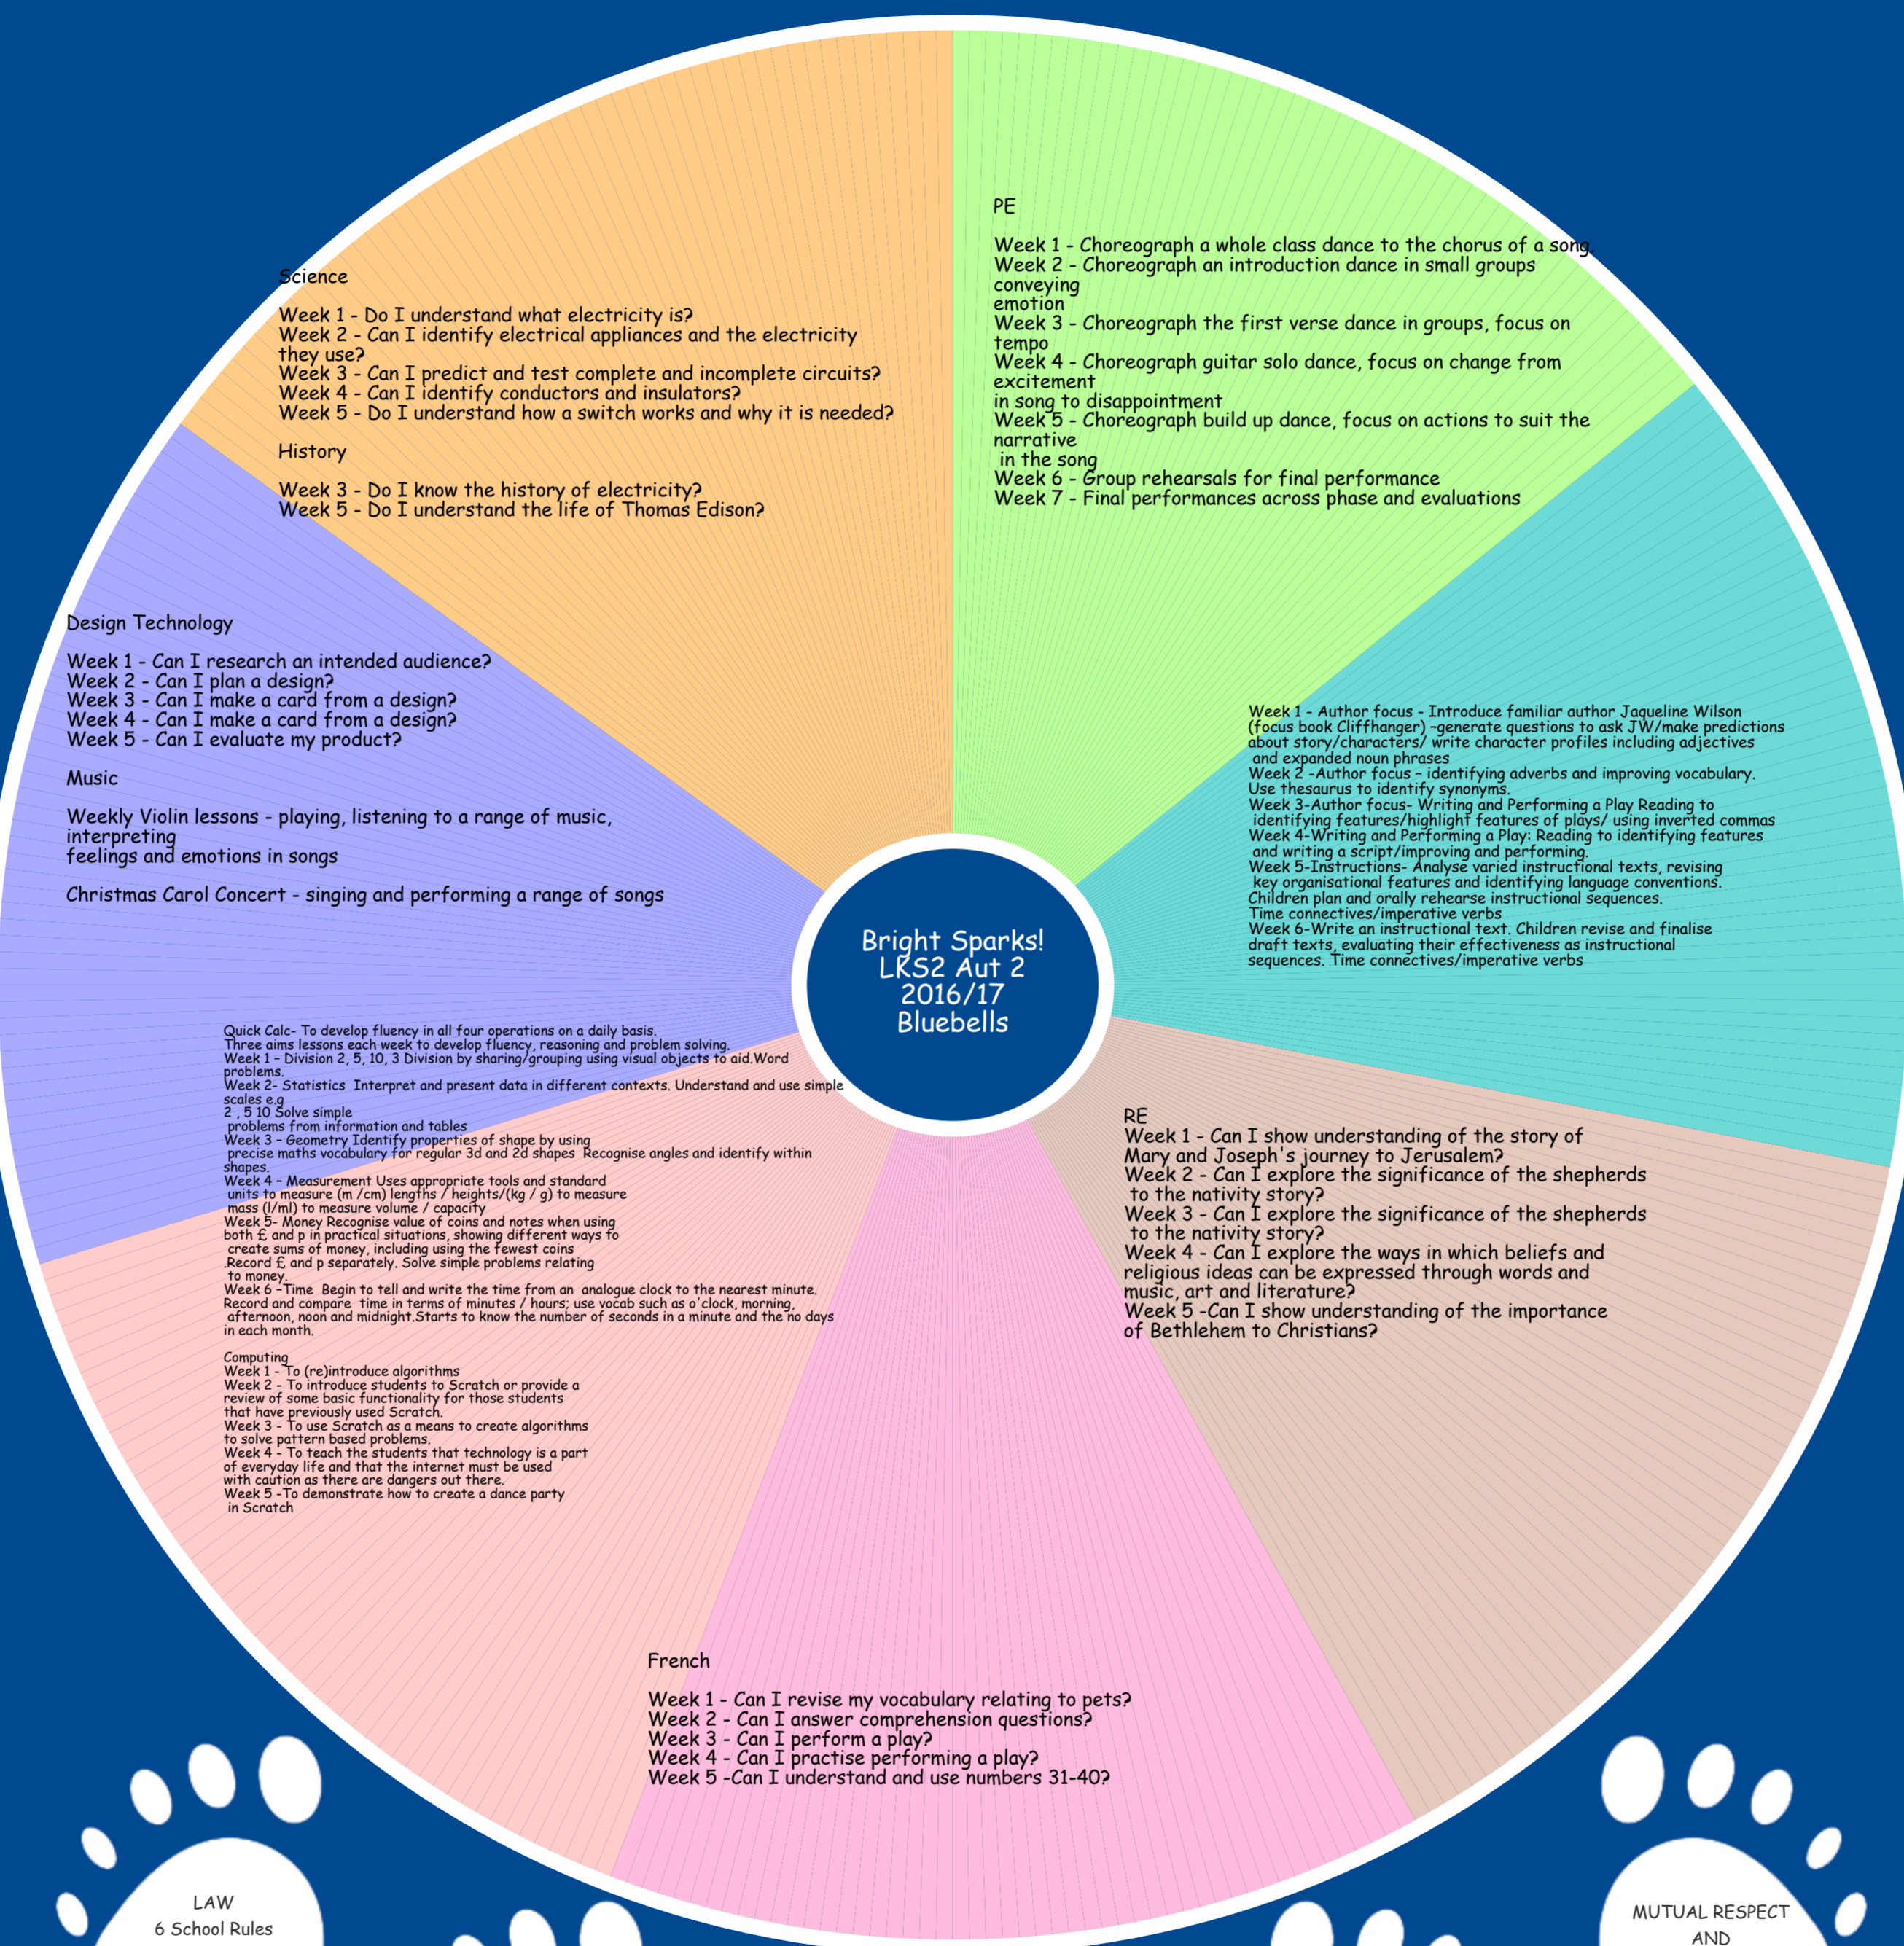 PE
Week 1 - Choreograph a whole class dance to the chorus of a song.
Week 2 - Choreograph an introduction dance in small groups
conveying
emotion
Week 3 - Choreograph the first verse dance in groups, focus on
tempo
Week 4 - Choreograph guitar solo dance, focus on change from
excitement
in song to disappointment
Week 5 - Choreograph build up dance, focus on actions to suit the
narrative
in the song
Week 6 - Group rehearsals for final performance
Week 7 - Final performances across phase and evaluations
Week 1 - Author focus - Introduce familiar author Jaqueline Wilson
(focus book Cliffhanger) -generate questions to ask JW/make predictions
about story/characters/ write character profiles including adjectives
and expanded noun phrases
Week 2 -Author focus – identifying adverbs and improving vocabulary.
Use thesaurus to identify synonyms.
Week 3-Author focus- Writing and Performing a Play Reading to
identifying features/highlight features of plays/ using inverted commas
Week 4-Writing and Performing a Play: Reading to identifying features
and writing a script/improving and performing.
Week 5-Instructions- Analyse varied instructional texts, revising
key organisational features and identifying language conventions.
Children plan and orally rehearse instructional sequences.
Time connectives/imperative verbs
Week 6-Write an instructional text. Children revise and finalise
draft texts, evaluating their effectiveness as instructional
sequences. Time connectives/imperative verbs
RE
Week 1 - Can I show understanding of the story of
Mary and Joseph's journey to Jerusalem?
Week 2 - Can I explore the significance of the shepherds
to the nativity story?
Week 3 - Can I explore the significance of the shepherds
to the nativity story?
Week 4 - Can I explore the ways in which beliefs and
religious ideas can be expressed through words and
music, art and literature?
Week 5 -Can I show understanding of the importance
of Bethlehem to Christians?
French
Week 1 - Can I revise my vocabulary relating to pets?
Week 2 - Can I answer comprehension questions?
Week 3 - Can I perform a play?
Week 4 - Can I practise performing a play?
Week 5 -Can I understand and use numbers 31-40?
Quick Calc- To develop fluency in all four operations on a daily basis.
Three aims lessons each week to develop fluency, reasoning and problem solving.
Week 1 – Division 2, 5, 10, 3 Division by sharing/grouping using visual objects to aid.Word
problems.
Week 2- Statistics  Interpret and present data in different contexts. Understand and use simple
scales e.g
2 , 5 10 Solve simple
problems from information and tables
Week 3 – Geometry Identify properties of shape by using
precise maths vocabulary for regular 3d and 2d shapes  Recognise angles and identify within
shapes.
Week 4 – Measurement Uses appropriate tools and standard
units to measure (m /cm) lengths / heights/(kg / g) to measure
mass (l/ml) to measure volume / capacity
Week 5- Money Recognise value of coins and notes when using
both £ and p in practical situations, showing different ways to
create sums of money, including using the fewest coins
.Record £ and p separately. Solve simple problems relating
to money.
Week 6 -Time  Begin to tell and write the time from an  analogue clock to the nearest minute.
Record and compare  time in terms of minutes / hours; use vocab such as o'clock, morning,
afternoon, noon and midnight.Starts to know the number of seconds in a minute and the no days
in each month.
Computing
Week 1 - To (re)introduce algorithms
Week 2 - To introduce students to Scratch or provide a
review of some basic functionality for those students
that have previously used Scratch.
Week 3 - To use Scratch as a means to create algorithms
to solve pattern based problems.
Week 4 - To teach the students that technology is a part
of everyday life and that the internet must be used
with caution as there are dangers out there.
Week 5 -To demonstrate how to create a dance party
in Scratch
Design Technology
Week 1 - Can I research an intended audience?
Week 2 - Can I plan a design?
Week 3 - Can I make a card from a design?
Week 4 - Can I make a card from a design?
Week 5 - Can I evaluate my product?
Music
Weekly Violin lessons - playing, listening to a range of music,
interpreting
feelings and emotions in songs
Christmas Carol Concert - singing and performing a range of songs
Science
Week 1 - Do I understand what electricity is?
Week 2 - Can I identify electrical appliances and the electricity
they use?
Week 3 - Can I predict and test complete and incomplete circuits?
Week 4 - Can I identify conductors and insulators?
Week 5 - Do I understand how a switch works and why it is needed?
History
Week 3 - Do I know the history of electricity?
Week 5 - Do I understand the life of Thomas Edison?
Bright Sparks!
LKS2 Aut 2
2016/17
Bluebells
LAW
6 School Rules
MUTUAL RESPECT
AND